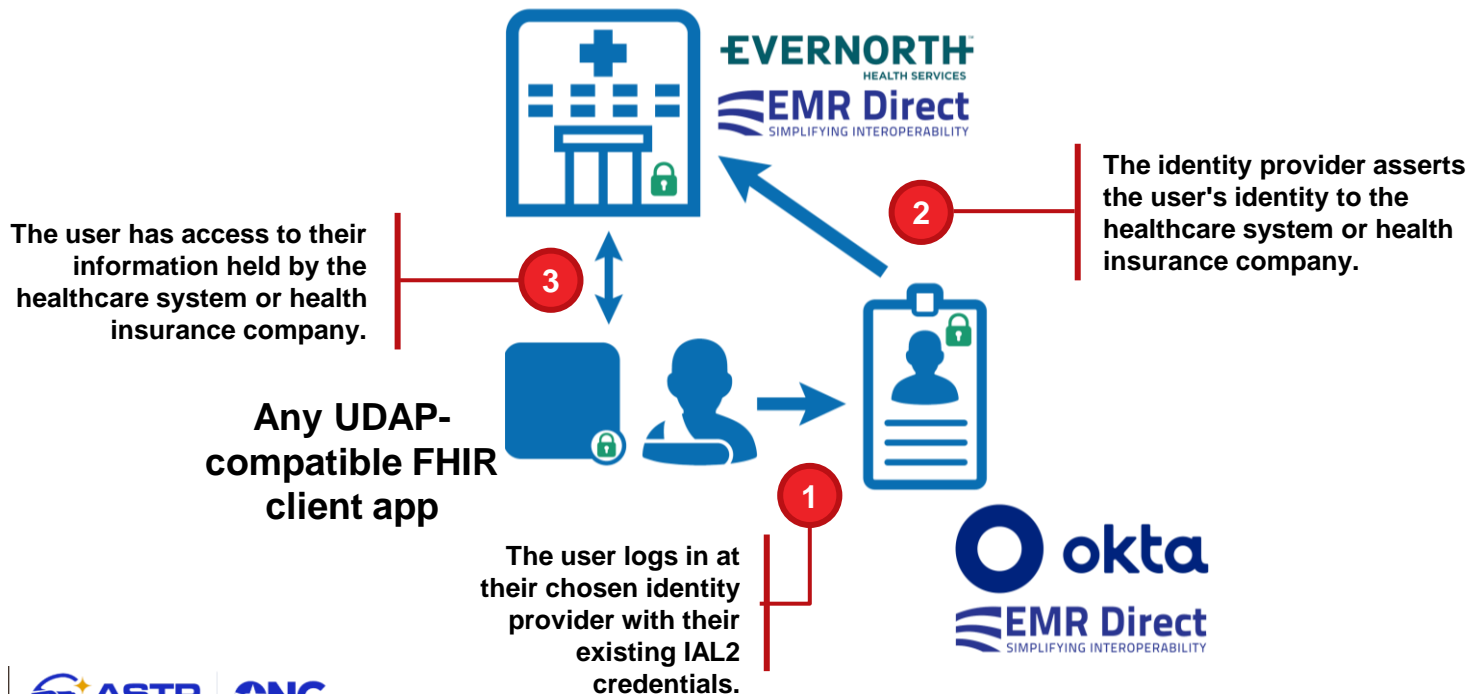 EVERNORTH
HEALTH SERVICES
EMR Direct
SIMPLIFYING INTEROPERABILITY
The identity provider asserts
the user's identity to the
healthcare system or health
insurance company.
2
The user has access to their
information held by the
healthcare system or health
insurance company.
3
Any UDAP-
compatible FHIR
client app
1
The user logs in at
their chosen identity
provider with their
existing IAL2
credentials.
okta
EMR Direct
SIMPLIFYING INTEROPERABILITY
ASTP
ONC